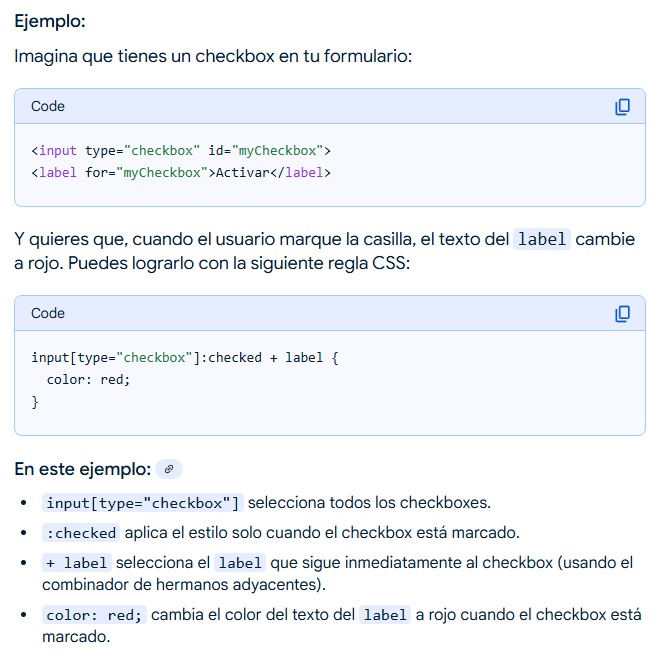 Ejemplo:
Imagina que tienes un checkbox en tu formulario:
Code
<input type="checkbox" id="myCheckbox">
<label for="myCheckbox">Activar</label>
Y quieres que, cuando el usuario marque la casilla, el texto del label cambie
a rojo. Puedes lograrlo con la siguiente regla CSS:
Code
input[type="checkbox"]:checked + label {
  color: red;
}
En este ejemplo:
• input[type="checkbox"] selecciona todos los checkboxes.
• :checked aplica el estilo solo cuando el checkbox está marcado.
• + label selecciona el label que sigue inmediatamente al checkbox (usando el
combinador de hermanos adyacentes).
• color: red; cambia el color del texto del label a rojo cuando el checkbox está
marcado.